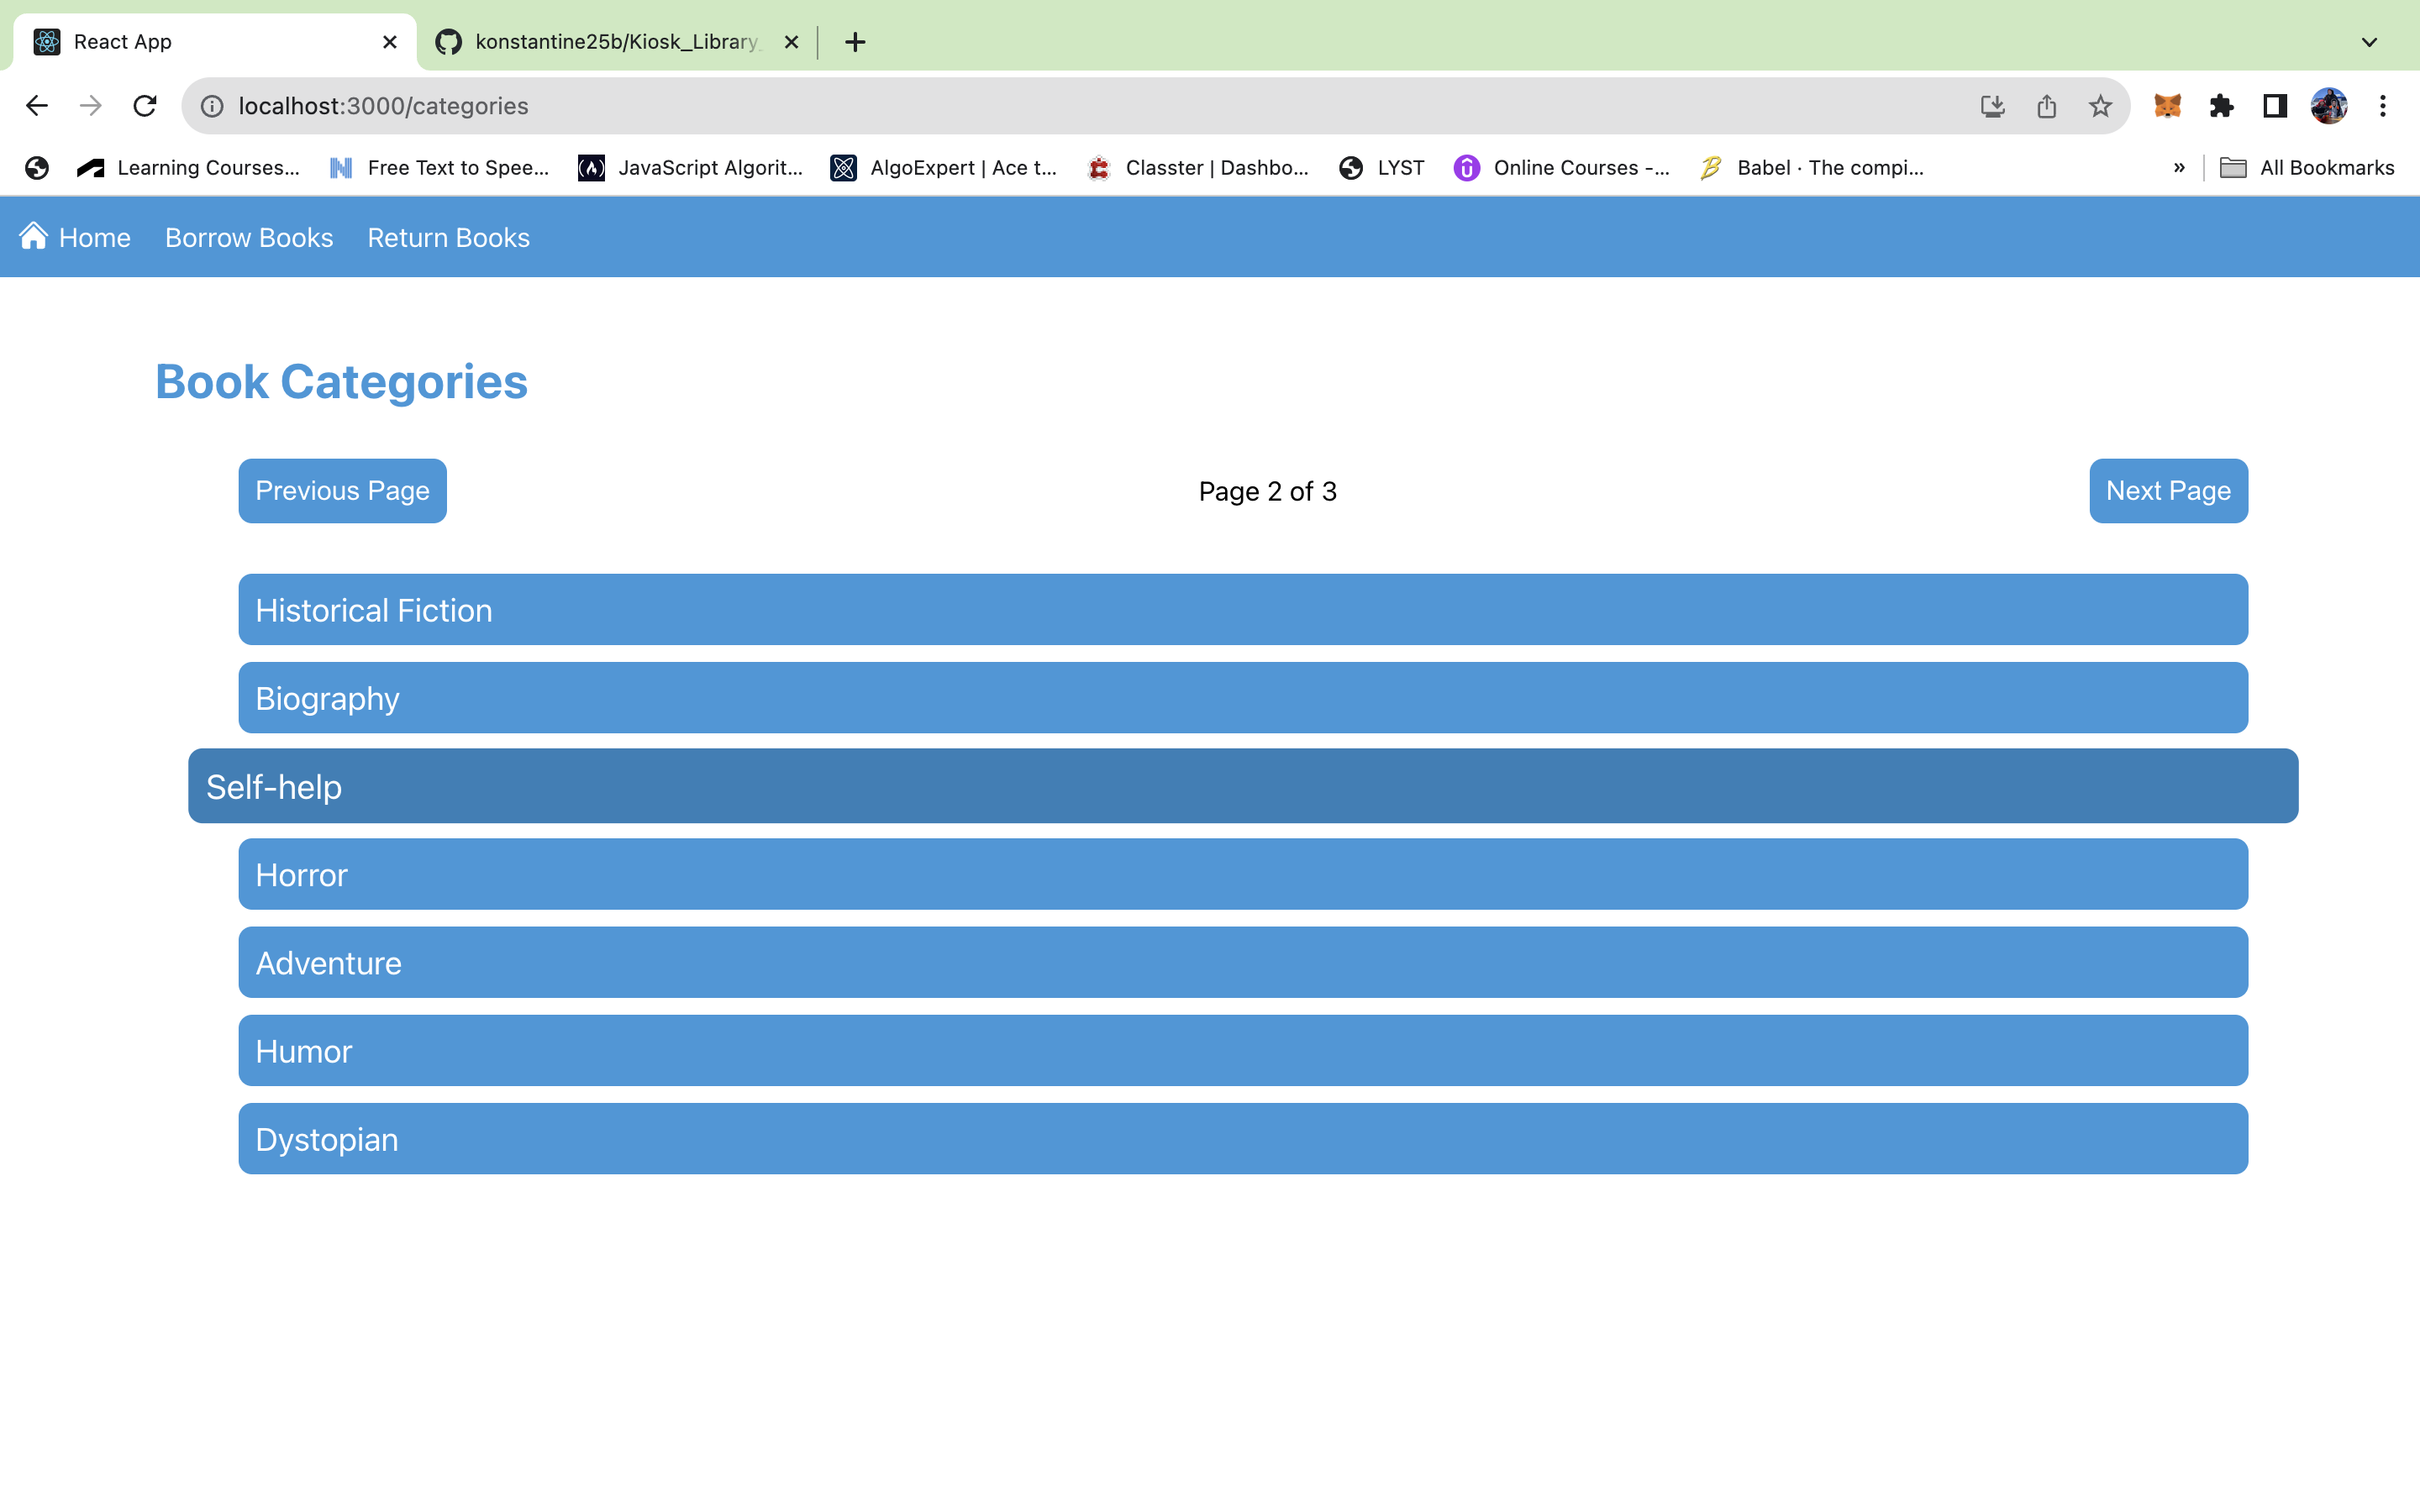 React App
konstantine25b/Kiosk_Library_
localhost:3000/categories
Learning Courses... Free Text to Spee... JavaScript Algorit... AlgoExpert | Ace t... Classter | Dashbo... LYST Online Courses -... Babel · The compi... » All Bookmarks
Home Borrow Books Return Books
Book Categories
Previous Page Page 2 of 3 Next Page
Historical Fiction
Biography
Self-help
Horror
Adventure
Humor
Dystopian